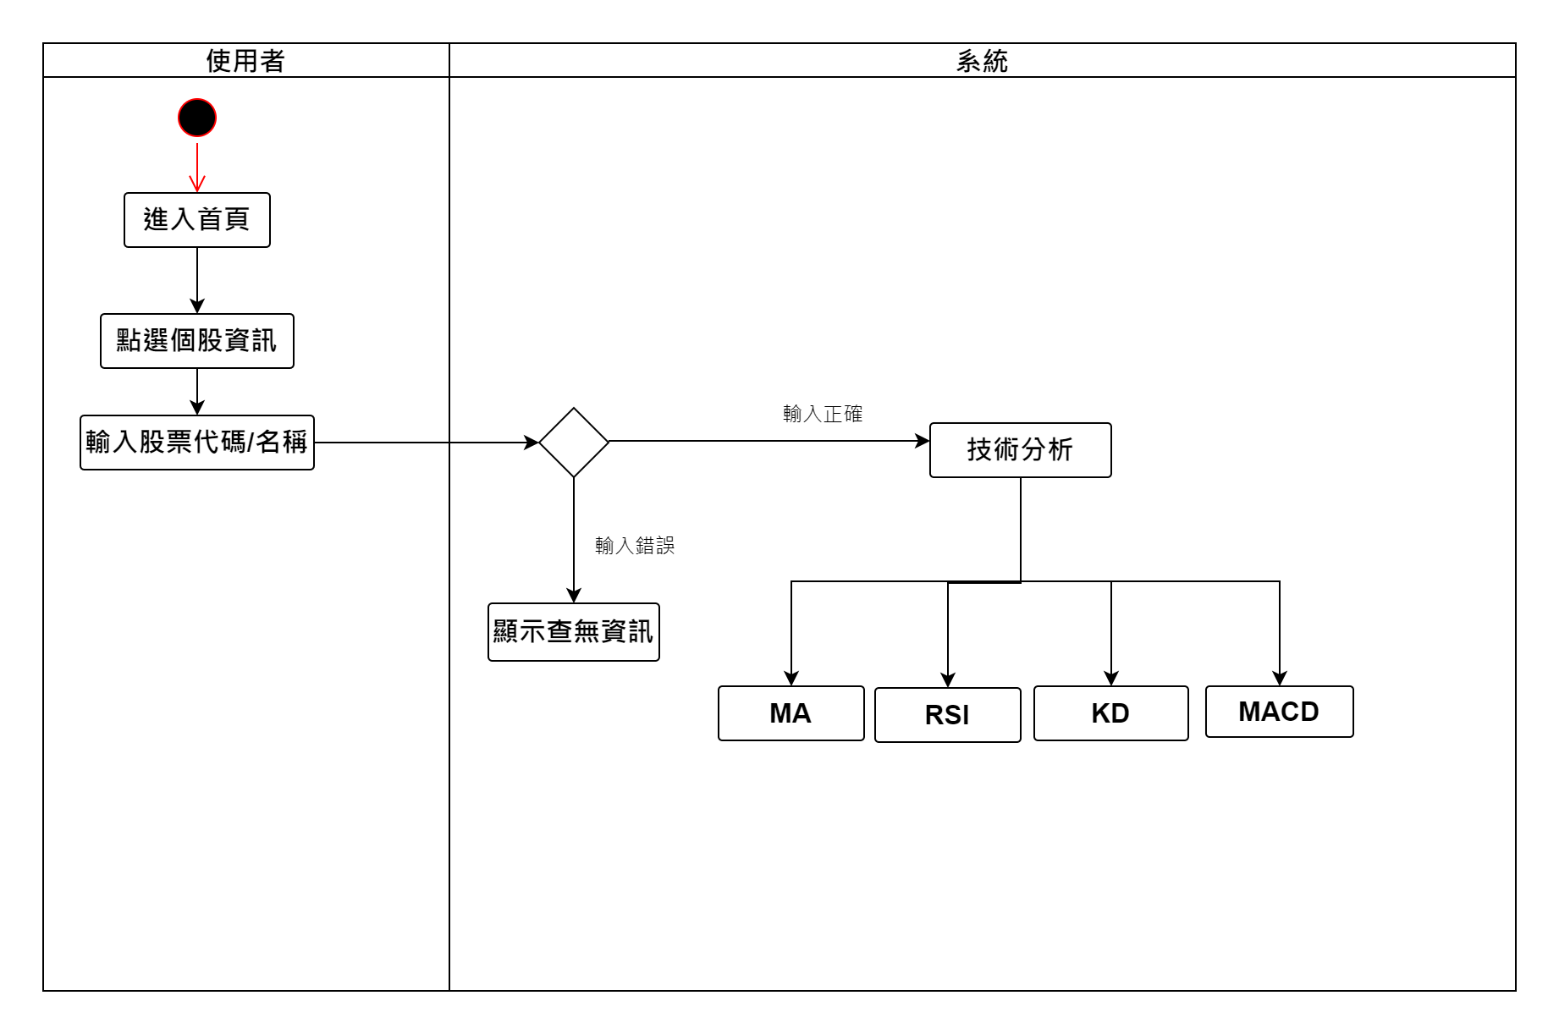 使用者
系統
進入首頁
點選個股資訊
輸入股票代碼/名稱
輸入正確
技術分析
輸入錯誤
顯示查無資訊
MA
RSI
KD
MACD